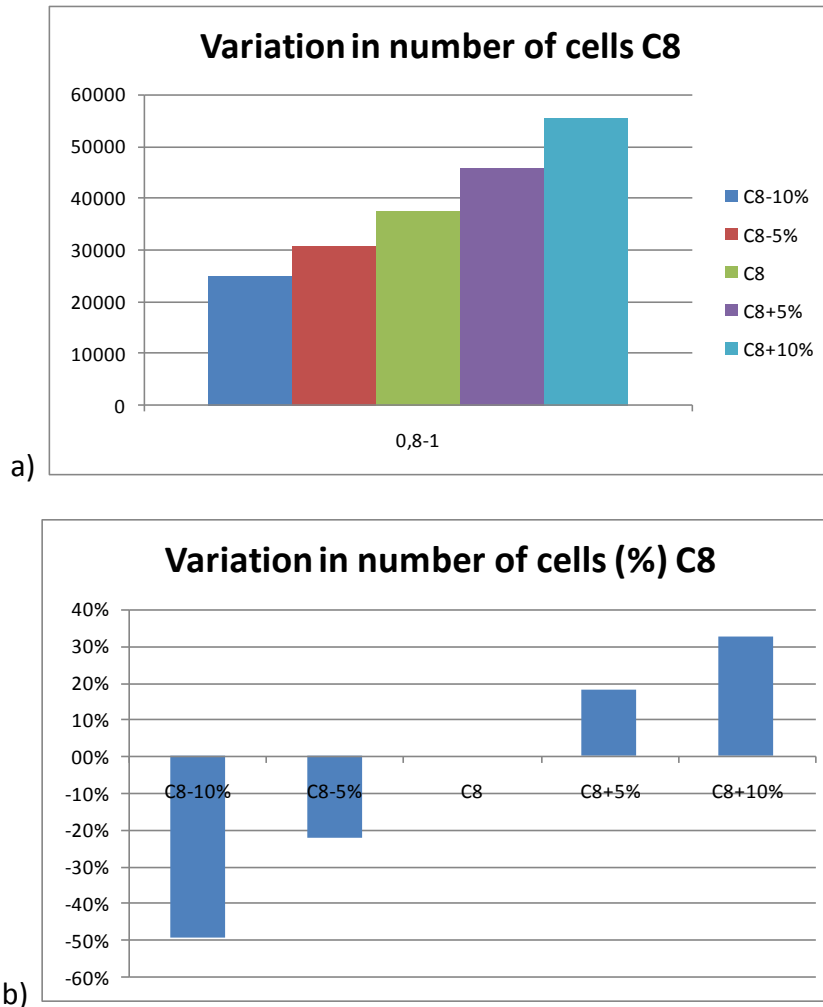 Variation in number of cells C8
60000
50000
40000
30000
20000
10000
0
0,8-1
C8-10%
C8-5%
C8
C8+5%
C8+10%
a)
Variation in number of cells (%) C8
40%
30%
20%
10%
00%
-10%
-20%
-30%
-40%
-50%
-60%
C8-10% C8-5% C8 C8+5% C8+10%
b)